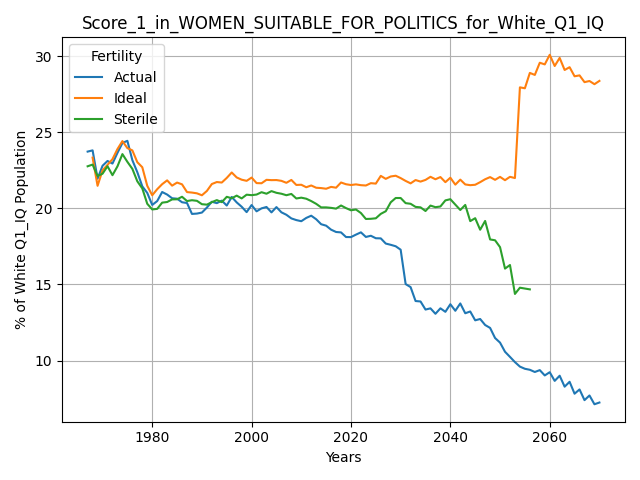 Score_1_in_WOMEN_SUITABLE_FOR_POLITICS_for_White_Q1_IQ
Fertility
Actual
Ideal
Sterile
30
25
20
15
10
% of White Q1_IQ Population
1980
2000
2020
2040
2060
Years